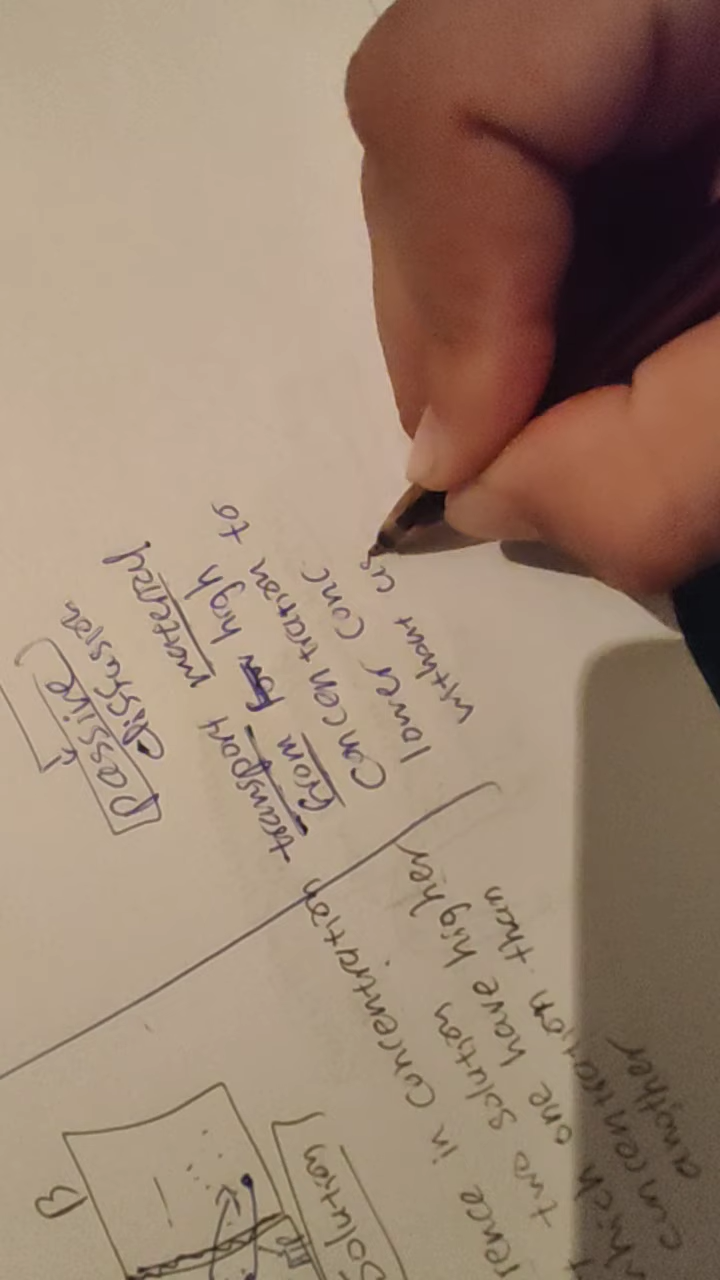 passive
diffusion
transport material
from high
concentration to
lower conc
without us
rence in concentration
two solution
which one have higher
concentration than
another
Solution
B